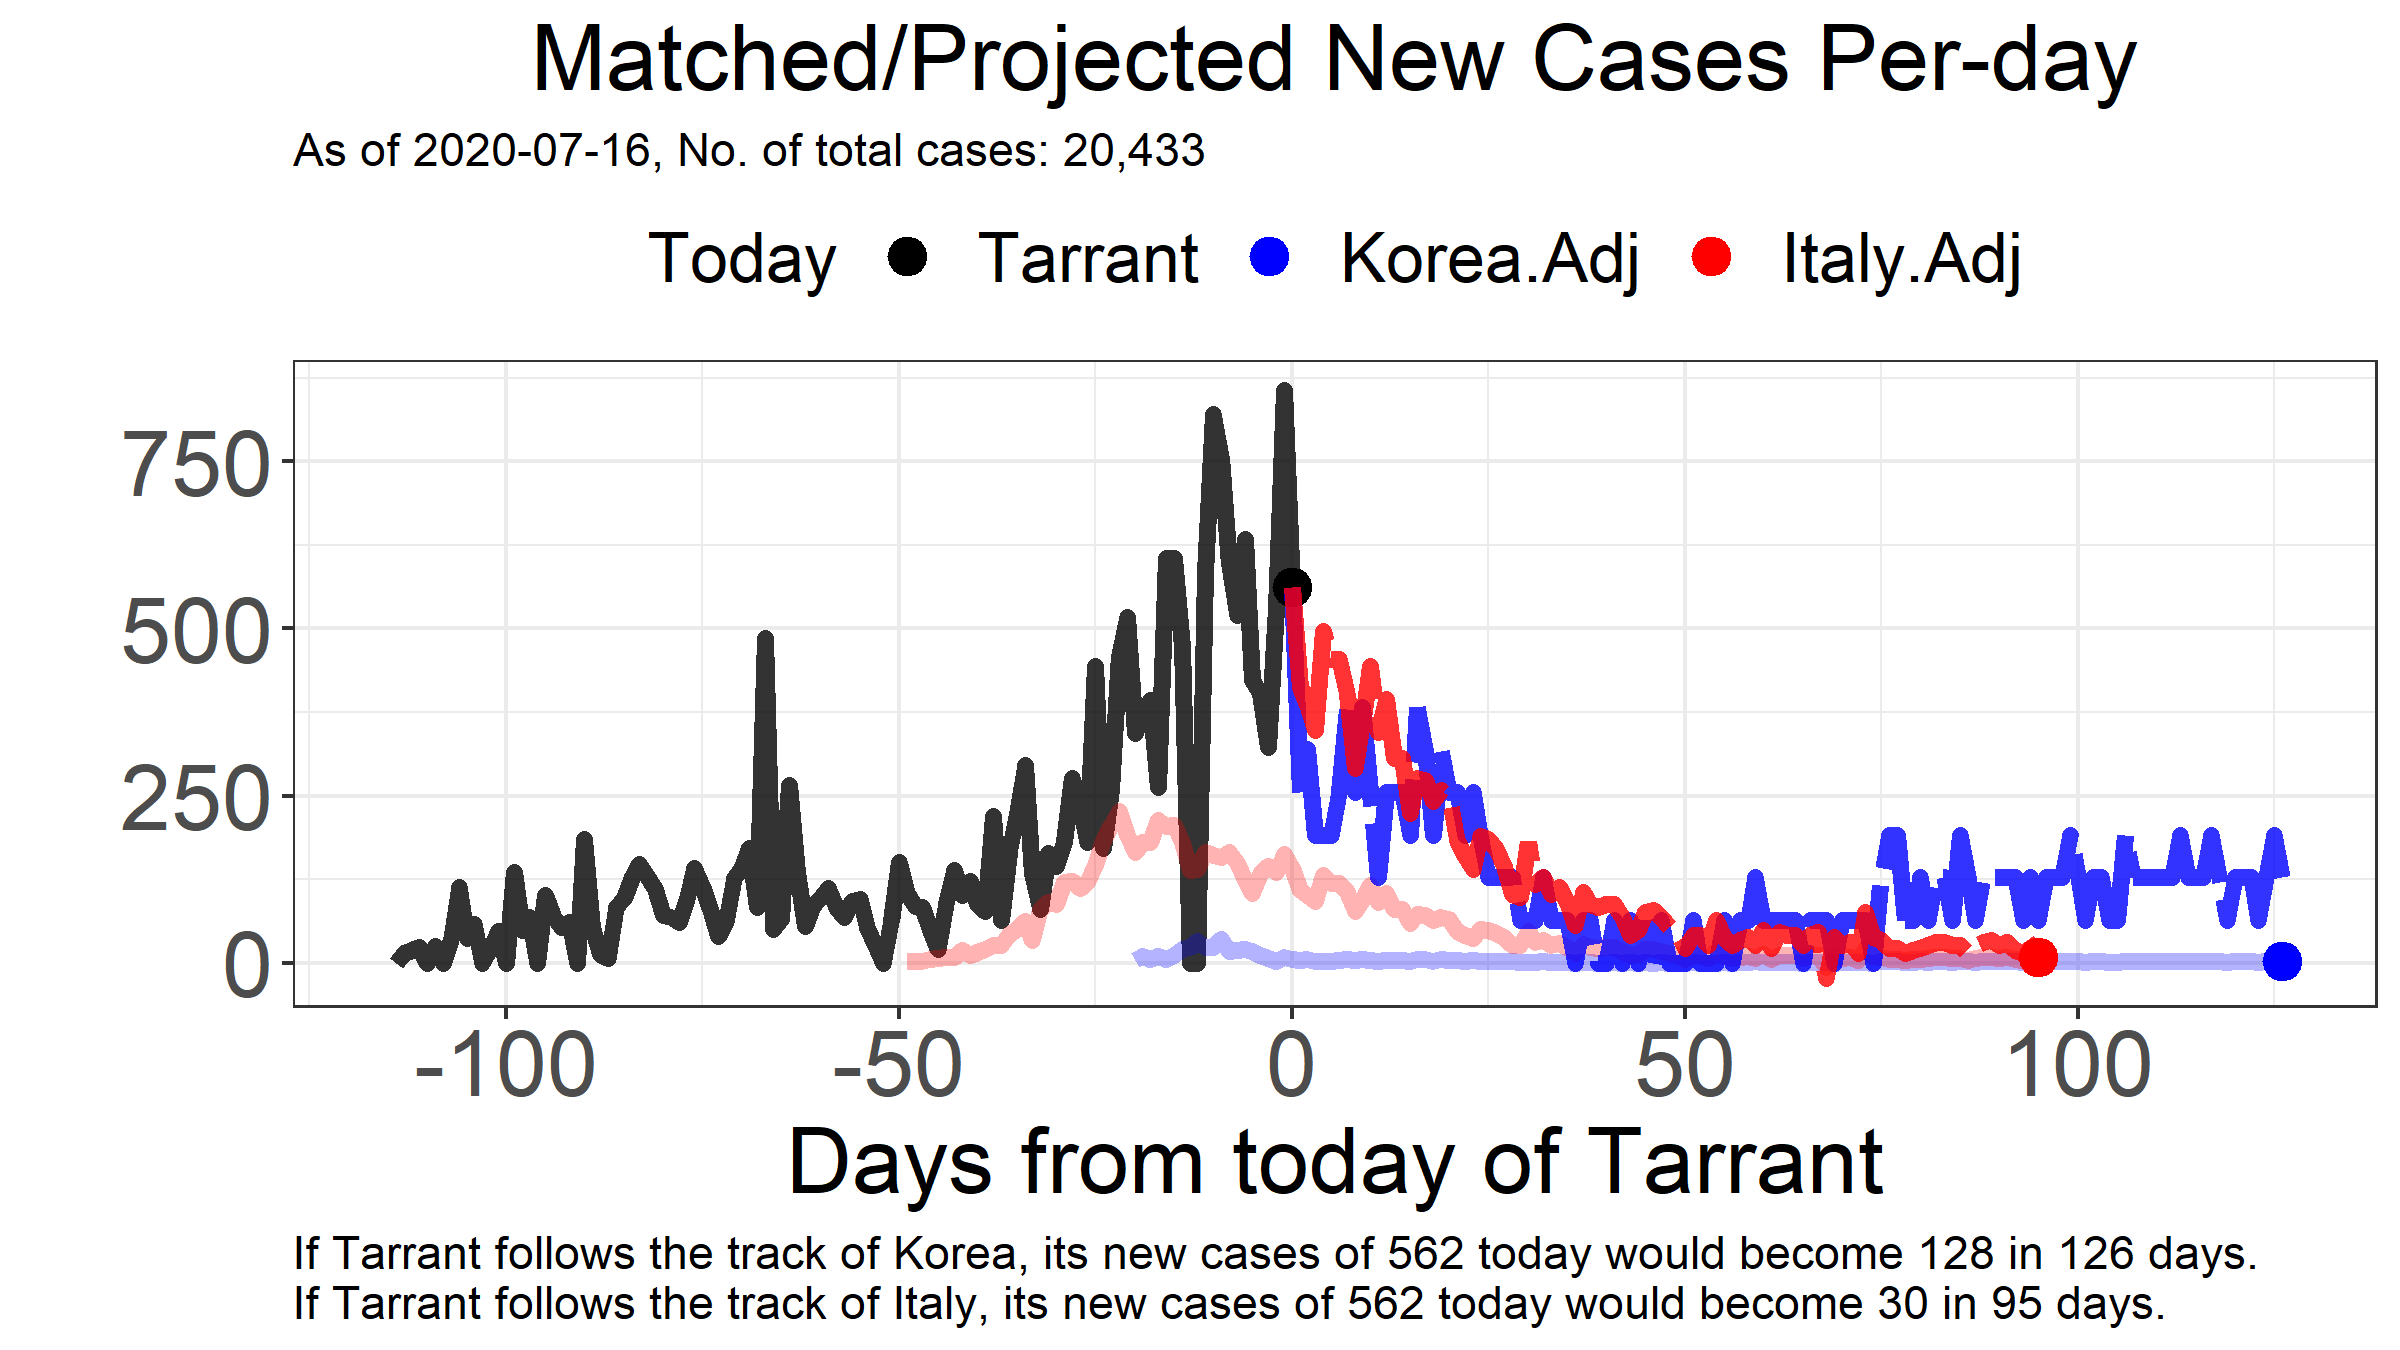 Matched/Projected New Cases Per-day
As of 2020-07-16, No. of total cases: 20,433
Today Tarrant Korea.Adj Italy.Adj
750
500
250
0
-100 -50 0 50 100
Days from today of Tarrant
If Tarrant follows the track of Korea, its new cases of 562 today would become 128 in 126 days.
If Tarrant follows the track of Italy, its new cases of 562 today would become 30 in 95 days.